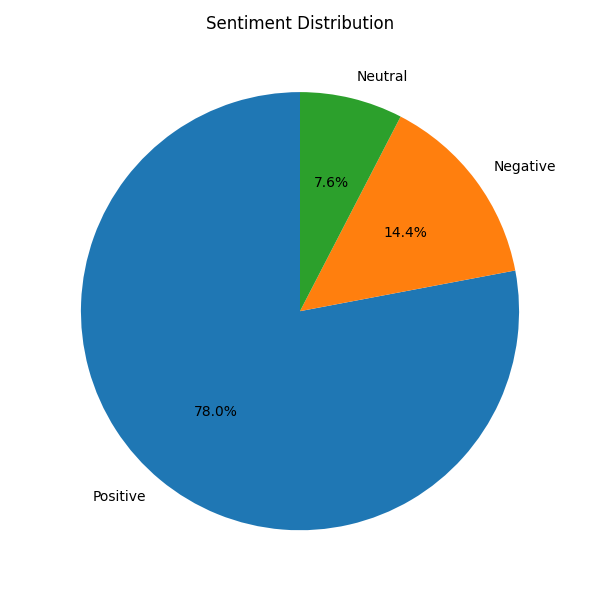 Sentiment Distribution
Neutral
7.6%
Negative
14.4%
78.0%
Positive